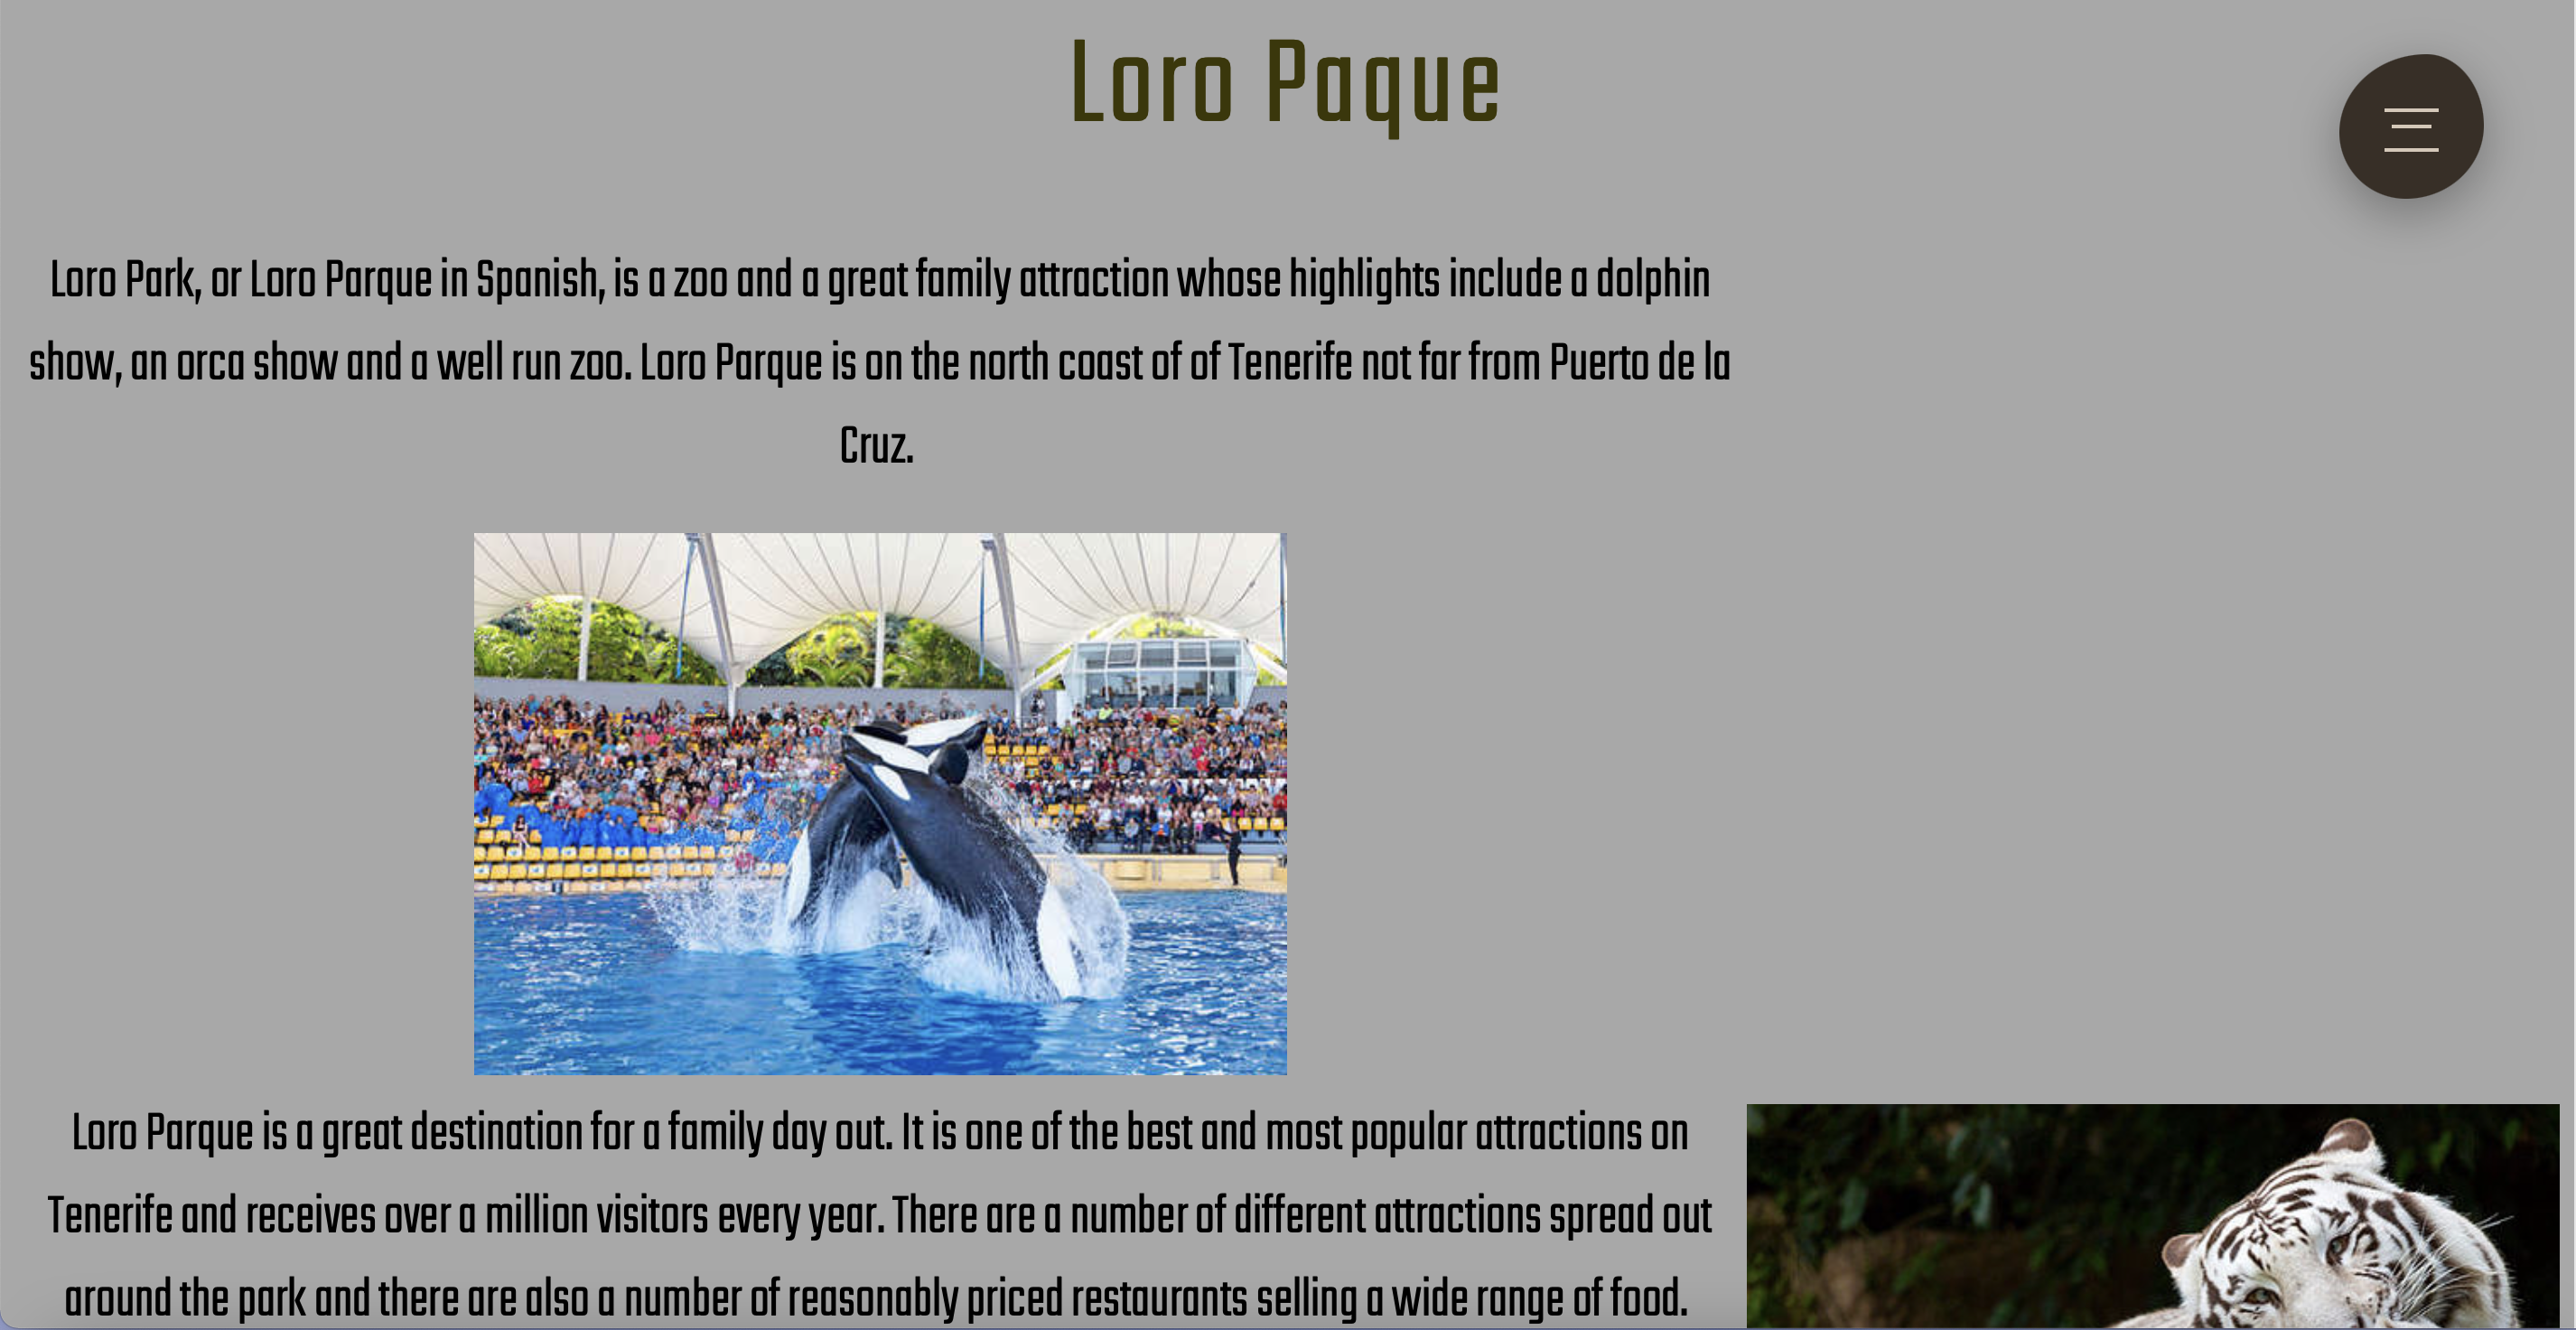 Loro Paque
Loro Park, or Loro Parque in Spanish, is a zoo and a great family attraction whose highlights include a dolphin
show, an orca show and a well run zoo. Loro Parque is on the north coast of of Tenerife not far from Puerto de la
Cruz.
Loro Parque is a great destination for a family day out. It is one of the best and most popular attractions on
Tenerife and receives over a million visitors every year. There are a number of different attractions spread out
around the park and there are also a number of reasonably priced restaurants selling a wide range of food.